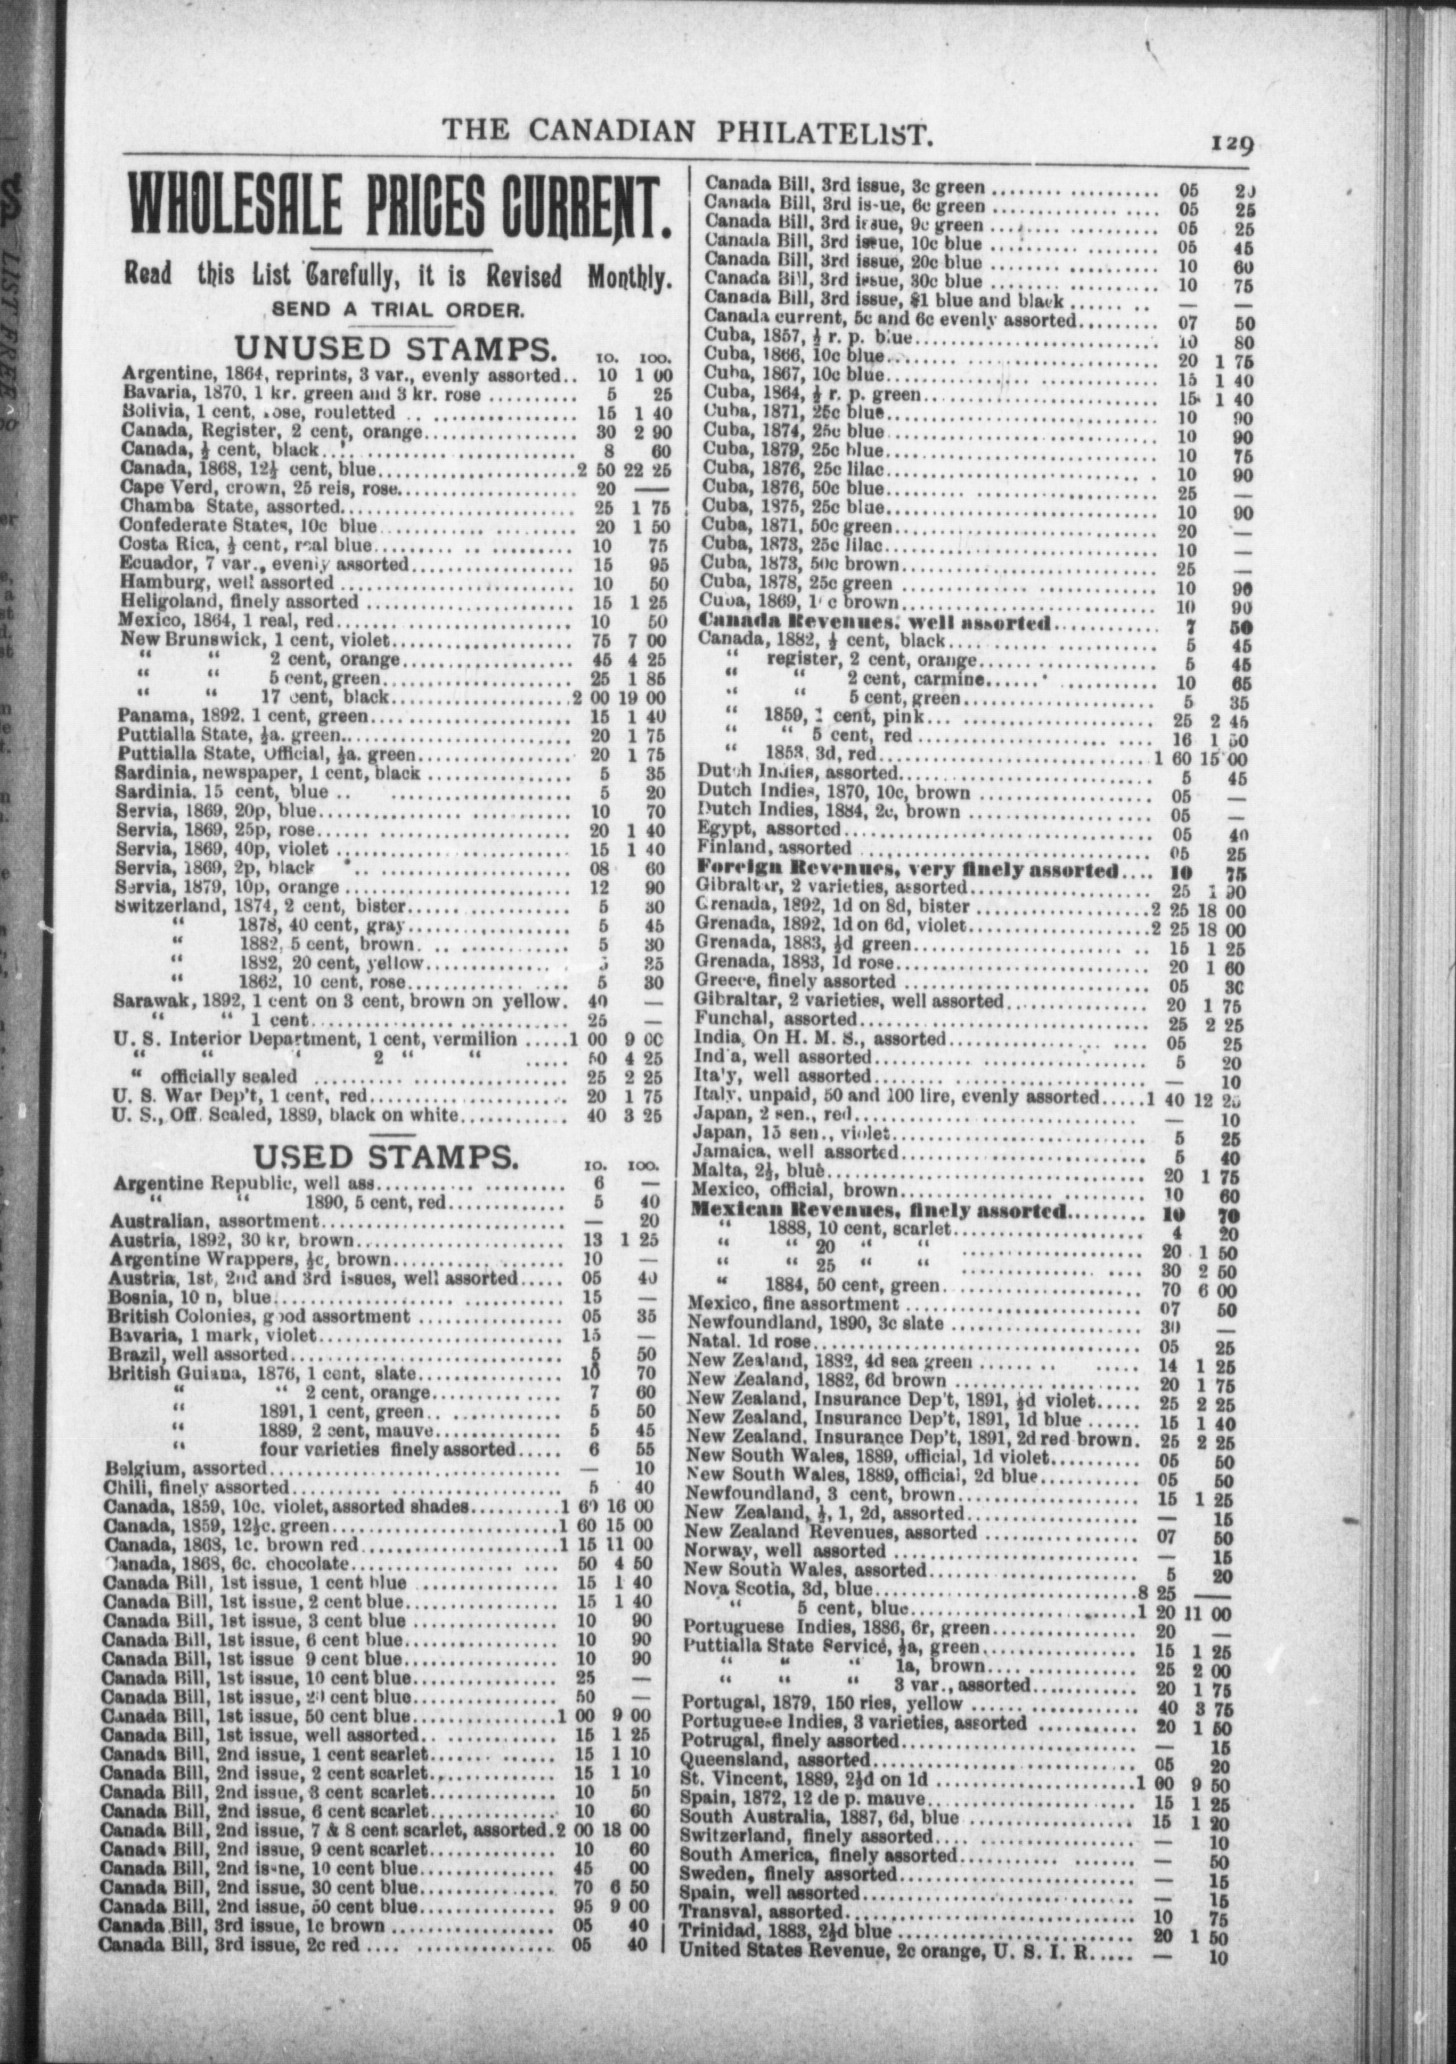 THE CANADIAN PHILATELIST.
129
WHOLESALE PRICES CURRENT.
Read this List Carefully, it is Revised Monthly.
SEND A TRIAL ORDER.
UNUSED STAMPS. 10. 100.
Argentine, 1864, reprints, 3 var., evenly assorted.. 10 1 00
Bavaria, 1870, 1 kr. green and 3 kr. rose .......... 5 25
Bolivia, 1 cent, rose, rouletted .................. 15 1 40
Canada, Register, 2 cent, orange................ 30 2 90
Canada, ½ cent, black.......................... 8 60
Canada, 1868, 12½ cent, blue.....................2 50 22 25
Cape Verd, crown, 25 reis, rose.................. 20 —
Chamba State, assorted......................... 25 1 75
Confederate States, 10c blue .................... 20 1 50
Costa Rica, ½ cent, real blue..................... 10 75
Ecuador, 7 var., evenly assorted................. 15 95
Hamburg, well assorted ........................ 10 50
Heligoland, finely assorted ..................... 15 1 25
Mexico, 1864, 1 real, red........................ 10 50
New Brunswick, 1 cent, violet................... 75 7 00
“ “ 2 cent, orange.................. 45 4 25
“ “ 5 cent, green.................... 25 1 85
“ “ 17 cent, black...................2 00 19 00
Panama, 1892. 1 cent, green..................... 15 1 40
Puttialla State, ½a. green........................ 20 1 75
Puttialla State, Official, ½a. green................ 20 1 75
Sardinia, newspaper, 1 cent, black ............... 5 35
Sardinia. 15 cent, blue .. ................... 5 20
Servia, 1869, 20p, blue........................... 10 70
Servia, 1869, 25p, rose........................... 20 1 40
Servia, 1869, 40p, violet ......................... 15 1 40
Servia, 1869, 2p, black .. ..................... 08 60
Servia, 1879, 10p, orange ........................ 12 90
Switzerland, 1874, 2 cent, bister................. 5 30
“ 1878, 40 cent, gray................. 5 45
“ 1882, 5 cent, brown. .............. 5 30
“ 1882, 20 cent, yellow.............. 35
“ 1862, 10 cent, rose................. 5 30
Sarawak, 1892, 1 cent on 3 cent, brown on yellow. 40 —
“ “ 1 cent............................ 25 —
U. S. Interior Department, 1 cent, vermilion .....1 00 9 00
“ “ ‘ 2 “ “ ..... 50 4 25
“ officially sealed ........................... 25 2 25
U. S. War Dep't, 1 cent, red...................... 20 1 75
U. S., Off. Sealed, 1889, black on white........... 40 3 25
USED STAMPS. 10. 100.
Argentine Republic, well ass..................... 6 —
“ “ 1890, 5 cent, red............. 5 40
Australian, assortment.......................... — 20
Austria, 1892, 30 kr, brown...................... 13 1 25
Argentine Wrappers, ½c, brown.................. 10 —
Austria, 1st, 2nd and 3rd issues, well assorted..... 05 40
Bosnia, 10 n, blue............................... 15 —
British Colonies, good assortment ............... 05 35
Bavaria, 1 mark, violet.......................... 15 —
Brazil, well assorted............................. 5 50
British Guiana, 1876, 1 cent, slate................ 10 70
“ “ 2 cent, orange.............. 7 60
“ 1891, 1 cent, green.. ............ 5 50
“ 1889, 2 cent, mauve.............. 5 45
“ four varieties finely assorted..... 6 55
Belgium, assorted............................... — 10
Chili, finely assorted............................. 5 40
Canada, 1859, 10c. violet, assorted shades..........1 60 16 00
Canada, 1859, 12½c. green........................1 60 15 00
Canada, 1868, 1c. brown red.....................1 15 11 00
Canada, 1868, 6c. chocolate...................... 50 4 50
Canada Bill, 1st issue, 1 cent blue ............... 15 1 40
Canada Bill, 1st issue, 2 cent blue................ 15 1 40
Canada Bill, 1st issue, 3 cent blue ............... 10 90
Canada Bill, 1st issue, 6 cent blue................ 10 90
Canada Bill, 1st issue 9 cent blue................ 10 90
Canada Bill, 1st issue, 10 cent blue............... 25 —
Canada Bill, 1st issue, 20 cent blue............... 50 —
Canada Bill, 1st issue, 50 cent blue................1 00 9 00
Canada Bill, 1st issue, well assorted.............. 15 1 25
Canada Bill, 2nd issue, 1 cent scarlet............. 15 1 10
Canada Bill, 2nd issue, 2 cent scarlet............. 15 1 10
Canada Bill, 2nd issue, 3 cent scarlet............. 10 50
Canada Bill, 2nd issue, 6 cent scarlet............. 10 60
Canada Bill, 2nd issue, 7 & 8 cent scarlet, assorted.2 00 18 00
Canada Bill, 2nd issue, 9 cent scarlet............. 10 60
Canada Bill, 2nd is-ne, 10 cent blue.............. 45 00
Canada Bill, 2nd issue, 30 cent blue.............. 70 6 50
Canada Bill, 2nd issue, 50 cent blue.............. 95 9 00
Canada Bill, 3rd issue, 1c brown ................ 05 40
Canada Bill, 3rd issue, 2c red .... .............. 05 40
Canada Bill, 3rd issue, 3c green .................. 05 20
Canada Bill, 3rd is-ue, 6c green .................. 05 25
Canada Bill, 3rd issue, 9c green .................. 05 25
Canada Bill, 3rd issue, 10c blue .................. 05 45
Canada Bill, 3rd issue, 20c blue .................. 10 60
Canada Bill, 3rd issue, 30c blue .................. 10 75
Canada Bill, 3rd issue, $1 blue and black ...... .. — —
Canada current, 5c and 6c evenly assorted......... 07 50
Cuba, 1857, ½ r. p. blue........................... 10 80
Cuba, 1866, 10c blue.............................. 20 1 75
Cuba, 1867, 10c blue.............................. 15 1 40
Cuba, 1864, ½ r. p. green.......................... 15 1 40
Cuba, 1871, 25c blue.............................. 10 90
Cuba, 1874, 25c blue.............................. 10 90
Cuba, 1879, 25c blue.............................. 10 75
Cuba, 1876, 25c lilac.............................. 10 90
Cuba, 1876, 50c blue.............................. 25 —
Cuba, 1875, 25c blue.............................. 10 90
Cuba, 1871, 50c green............................. 20 —
Cuba, 1873, 25c lilac.............................. 10 —
Cuba, 1873, 50c brown............................ 25 —
Cuba, 1878, 25c green ............................ 10 90
Cuba, 1869, c brown............................ 10 90
Canada Revenues. well assorted............ 7 50
Canada, 1882, ½ cent, black........................ 5 45
“ register, 2 cent, orange.................... 5 45
“ “ 2 cent, carmine................. 10 65
“ “ 5 cent, green..................... 5 35
“ 1859, 1 cent, pink......................... 25 2 45
“ “ 5 cent, red ......................... 16 1 50
“ 1853, 3d, red...............................1 60 15 00
Dutch Indies, assorted............................ 5 45
Dutch Indies, 1870, 10c, brown ................... 05 —
Dutch Indies, 1884, 2c, brown .................... 05 —
Egypt, assorted................................... 05 40
Finland, assorted ................................ 05 25
Foreign Revenues, very finely assorted.... 10 75
Gibraltar, 2 varieties, assorted.................... 25 1 90
Grenada, 1892, 1d on 8d, bister ...................2 25 18 00
Grenada, 1892, 1d on 6d, violet....................2 25 18 00
Grenada, 1883, ½d green.......................... 15 1 25
Grenada, 1883, 1d rose............................ 20 1 60
Greece, finely assorted ........................... 05 30
Gibraltar, 2 varieties, well assorted................ 20 1 75
Funchal, assorted................................. 25 2 25
India, On H. M. S., assorted....................... 05 25
Ind a, well assorted............................... 5 20
Ita'y, well assorted............................... — 10
Italy. unpaid, 50 and 100 lire, evenly assorted.....1 40 12 25
Japan, 2 sen., red................................. — 10
Japan, 15 sen., violet.............................. 5 25
Jamaica, well assorted............................ 5 40
Malta, 2½, blue................................... 20 1 75
Mexico, official, brown........................... 10 60
Mexican Revenues, finely assorted......... 10 70
“ 1888, 10 cent, scarlet..................... 4 20
“ “ 20 “ “ ..................... 20 1 50
“ “ 25 “ “ ..................... 30 2 50
“ 1884, 50 cent, green...................... 70 6 00
Mexico, fine assortment .......................... 07 50
Newfoundland, 1890, 3c slate ..................... 30 —
Natal. 1d rose..................................... 05 25
New Zealand, 1882, 4d sea green ....... ..... 14 1 25
New Zealand, 1882, 6d brown .................... 20 1 75
New Zealand, Insurance Dep't, 1891, ½d violet..... 25 2 25
New Zealand, Insurance Dep't, 1891, 1d blue ...... 15 1 40
New Zealand, Insurance Dep't, 1891, 2d red brown. 25 2 25
New South Wales, 1889, official, 1d violet.......... 05 50
New South Wales, 1889, official, 2d blue........... 05 50
Newfoundland, 3 cent, brown..................... 15 1 25
New Zealand, ½, 1, 2d, assorted................... — 15
New Zealand Revenues, assorted ................. 07 50
Norway, well assorted ........................... — 15
New South Wales, assorted....................... 5 20
Nova Scotia, 3d, blue.............................8 25 —
“ 5 cent, blue..........................1 20 11 00
Portuguese Indies, 1886, 6r, green................ 20 —
Puttialla State Service, ½a, green................. 15 1 25
“ “ “ 1a, brown................. 25 2 00
“ “ “ 3 var., assorted............ 20 1 75
Portugal, 1879, 150 ries, yellow ................... 40 3 75
Portuguese Indies, 3 varieties, assorted ........... 20 1 50
Potrugal, finely assorted.......................... — 15
Queensland, assorted............................. 05 20
St. Vincent, 1889, 2½d on 1d ......................1 00 9 50
Spain, 1872, 12 de p. mauve....................... 15 1 25
South Australia, 1887, 6d, blue ................... 15 1 20
Switzerland, finely assorted....................... — 10
South America, finely assorted.................... — 50
Sweden, finely assorted........................... — 15
Spain, well assorted............................... — 15
Transval, assorted................................ 10 75
Trinidad, 1883, 2½d blue .......................... 20 1 50
United States Revenue, 2c orange, U. S. I. R...... — 10